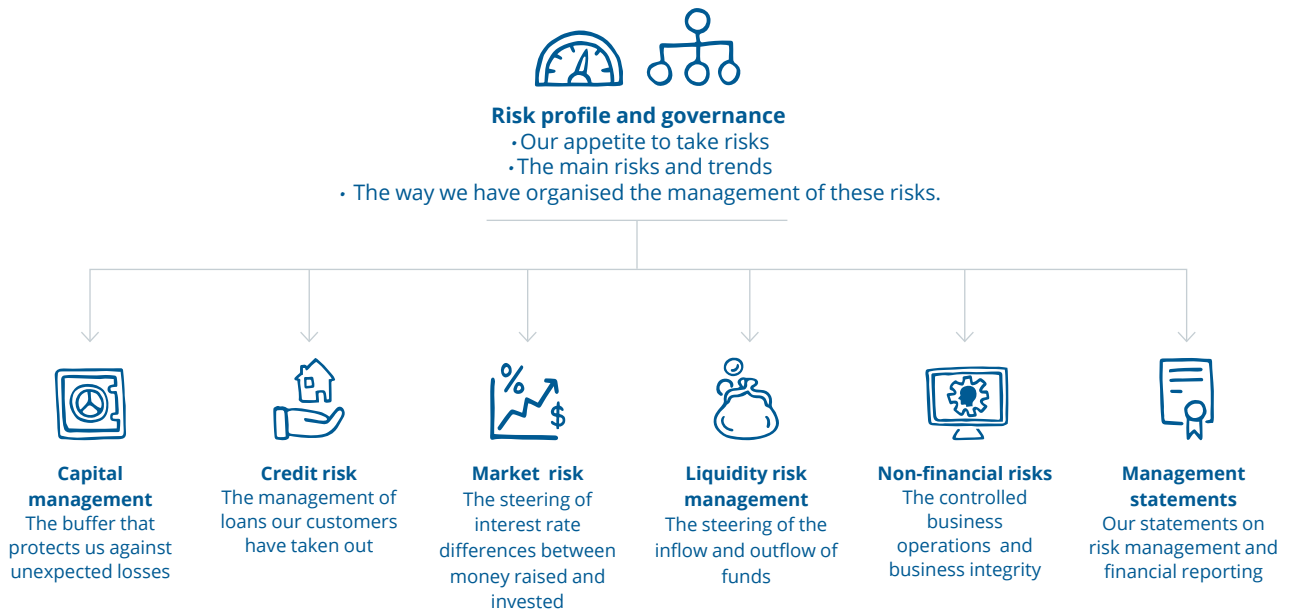 Risk profile and governance
• Our appetite to take risks
• The main risks and trends
• The way we have organised the management of these risks.
%
$
Capital
management
The buffer that
protects us against
unexpected losses
Credit risk
The management of
loans our customers
have taken out
Market risk
The steering of
interest rate
differences between
money raised and
invested
Liquidity risk
management
The steering of the
inflow and outflow of
funds
Non-financial risks
The controlled
business
operations and
business integrity
Management
statements
Our statements on
risk management and
financial reporting